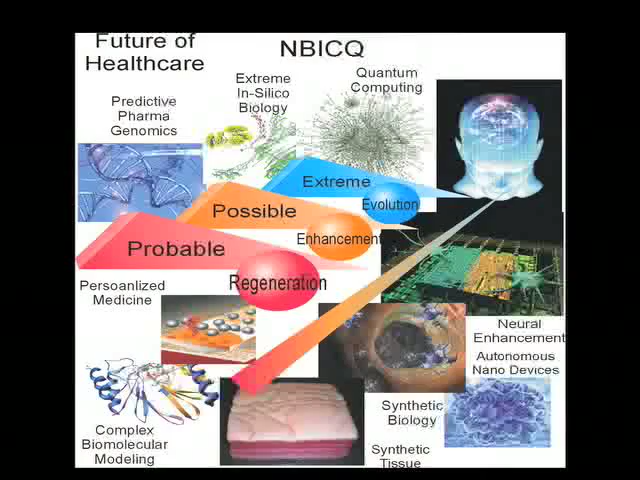 Future of
Healthcare
NBICQ
Extreme
In-Silico
Biology
Quantum
Computing
Predictive
Pharma
Genomics
Extreme
Evolution
Possible
Enhancement
Probable
Regeneration
Persoanlized
Medicine
Neural
Enhancement
Autonomous
Nano Devices
Synthetic
Biology
Complex
Biomolecular
Modeling
Synthetic
Tissue